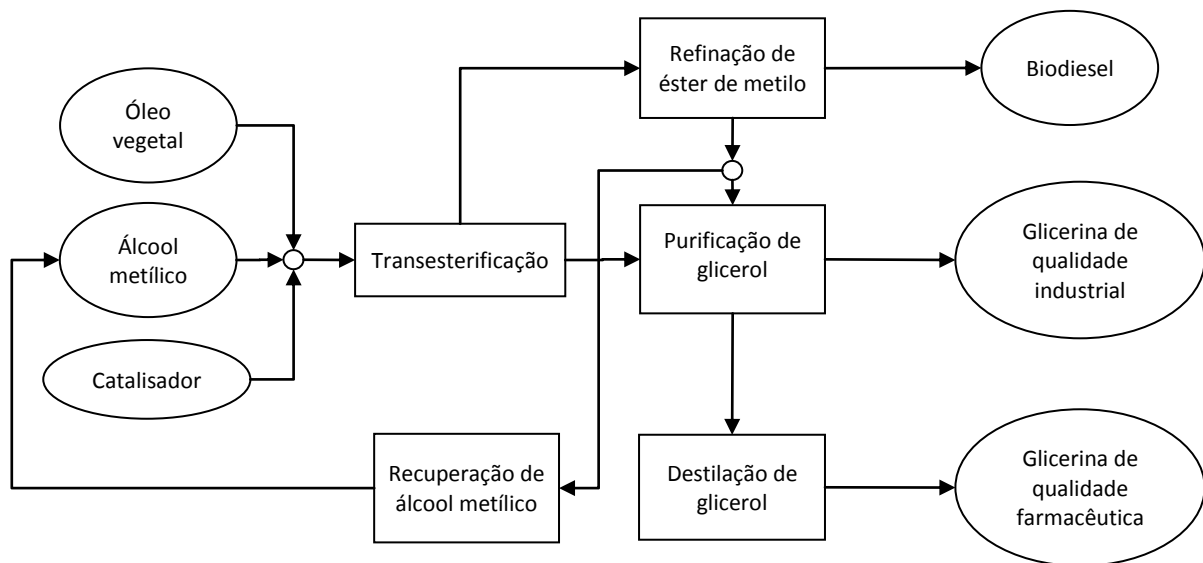 Refinação de
éster de metilo
Biodiesel
Óleo
vegetal
Álcool
metílico
Transesterificação
Purificação de
glicerol
Glicerina de
qualidade
industrial
Catalisador
Recuperação de
álcool metílico
Destilação de
glicerol
Glicerina de
qualidade
farmacêutica